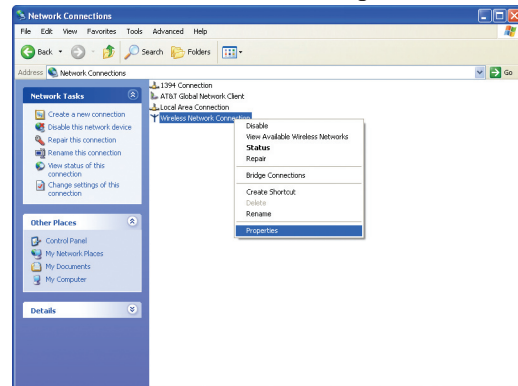 Network Connections
File Edit View Favorites Tools Advanced Help
Back Search Folders
Address Network Connections Go
Network Tasks
Create a new connection
Disable this network device
Repair this connection
Rename this connection
View status of this
connection
Change settings of this
connection
Other Places
Control Panel
My Network Places
My Documents
My Computer
Details
1394 Connection
AT&T Global Network Client
Local Area Connection
Wireless Network Connection
Disable
View Available Wireless Networks
Status
Repair
Bridge Connections
Create Shortcut
Delete
Rename
Properties